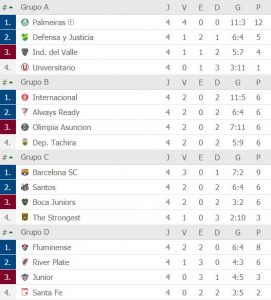 # Grupo A J V E D G P
1. Palmeiras 4 4 0 0 11:3 12
2. Defensa y Justicia 4 1 2 1 6:4 5
3. Ind. del Valle 4 1 1 2 5:7 4
4. Universitario 4 0 1 3 3:11 1
# Grupo B J V E D G P
1. Internacional 4 2 0 2 11:5 6
2. Always Ready 4 2 0 2 6:4 6
3. Olimpia Asuncion 4 2 0 2 7:11 6
4. Dep. Tachira 4 2 0 2 5:9 6
# Grupo C J V E D G P
1. Barcelona SC 4 3 0 1 7:2 9
2. Santos 4 2 0 2 6:4 6
3. Boca Juniors 4 2 0 2 3:2 6
4. The Strongest 4 1 0 3 2:10 3
# Grupo D J V E D G P
1. Fluminense 4 2 2 0 6:4 8
2. River Plate 4 1 3 0 4:3 6
3. Junior 4 0 3 1 4:5 3
4. Santa Fe 4 0 2 2 3:5 2